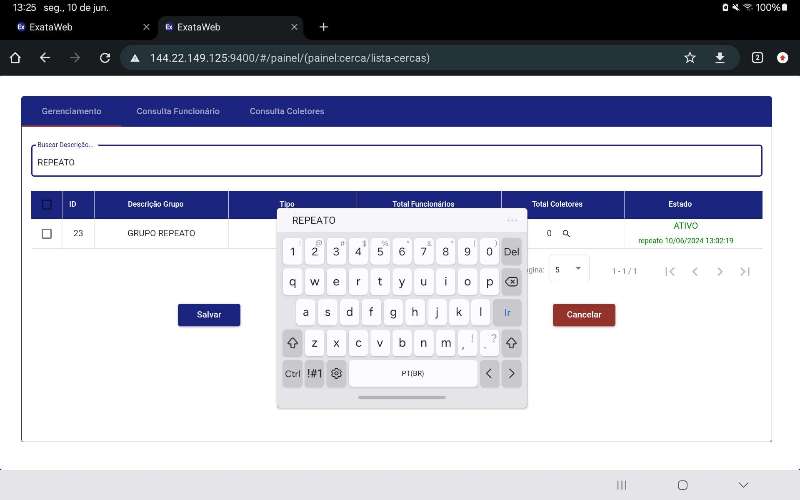 13:25 seg., 10 de jun. 100%
ExataWeb
ExataWeb
144.22.149.125:9400/#/painel/(painel:cerca/lista-cercas)
2
Gerenciamento Consulta Funcionário Consulta Coletores
Buscar Descrição...
REPEATO
ID Descrição Grupo Tipo Total Funcionários Total Coletores Estado
23 GRUPO REPEATO 0 ATIVO
repeato 10/06/2024 13:02:19
gina: 5 1 - 1 / 1
Salvar Cancelar
REPEATO
1 2 3 4 5 6 7 8 9 0 Del
q w e r t y u i o p
a s d f g h j k l Ir
z x c v b n m , ! . ?
Ctrl !#1 PT(BR)